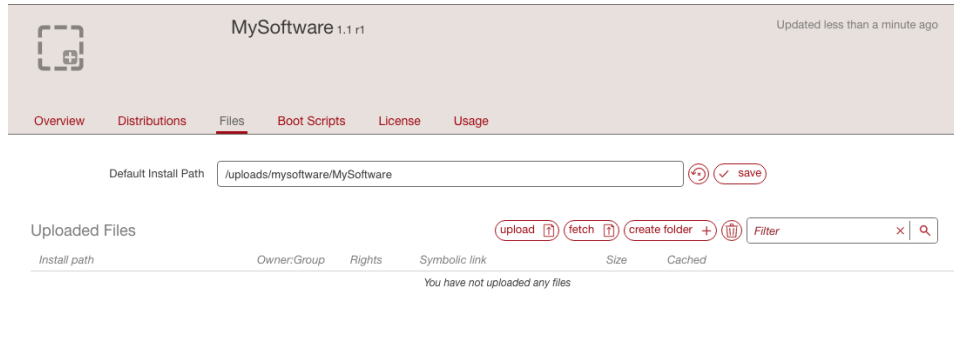 MySoftware 1.1 r1
Updated less than a minute ago
Overview Distributions Files Boot Scripts License Usage
Default Install Path /uploads/mysoftware/MySoftware save
Uploaded Files upload fetch create folder Filter
Install path Owner:Group Rights Symbolic link Size Cached
You have not uploaded any files